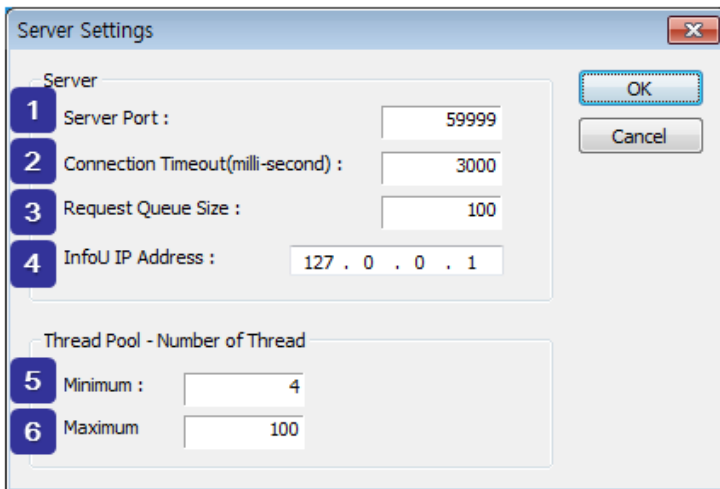 Server Settings
Server
OK
1 Server Port : 59999
Cancel
2 Connection Timeout(milli-second) : 3000
3 Request Queue Size : 100
4 InfoU IP Address : 127 . 0 . 0 . 1
Thread Pool - Number of Thread
5 Minimum : 4
6 Maximum 100